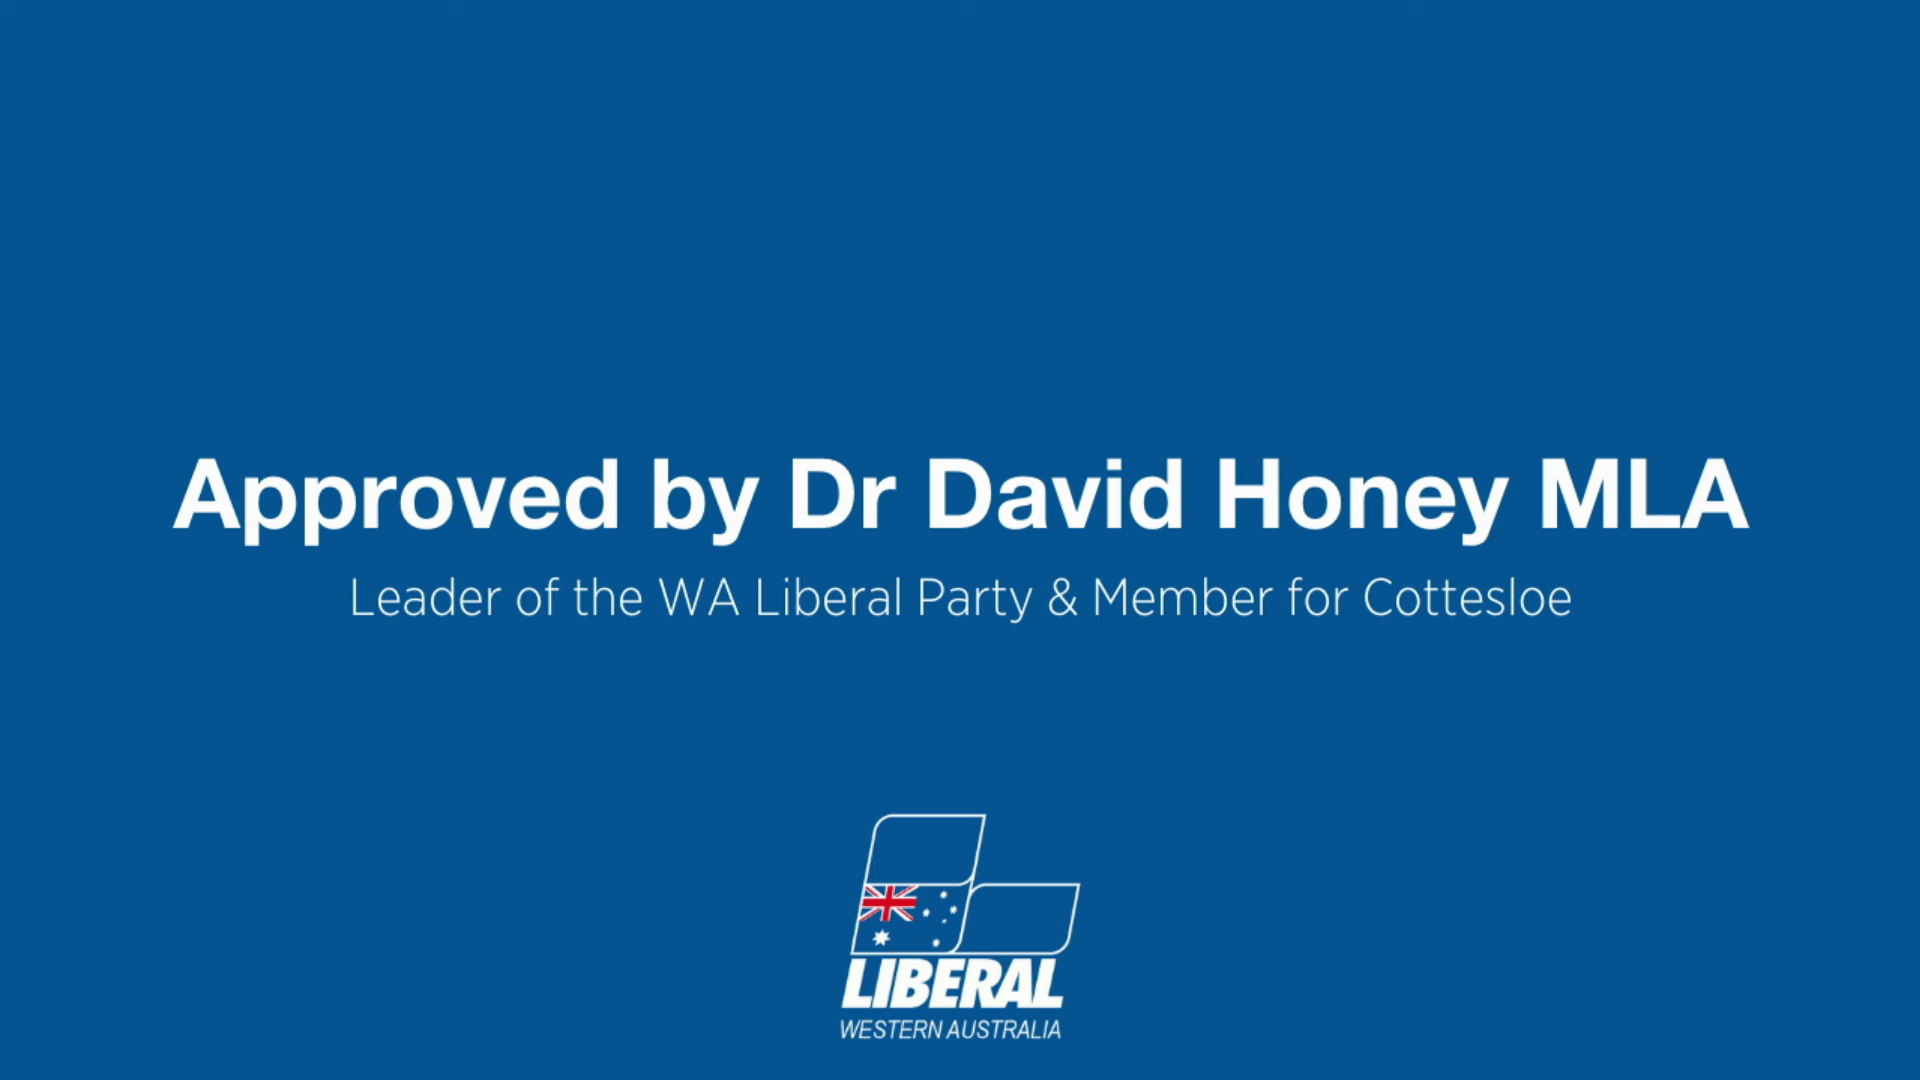 Approved by Dr David Honey MLA
Leader of the WA Liberal Party & Member for Cottesloe
LIBERAL
WESTERN AUSTRALIA